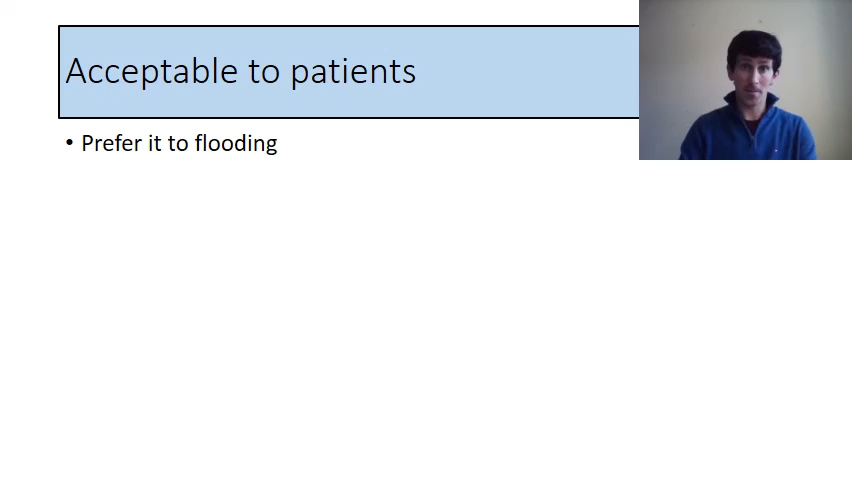 Acceptable to patients
• Prefer it to flooding